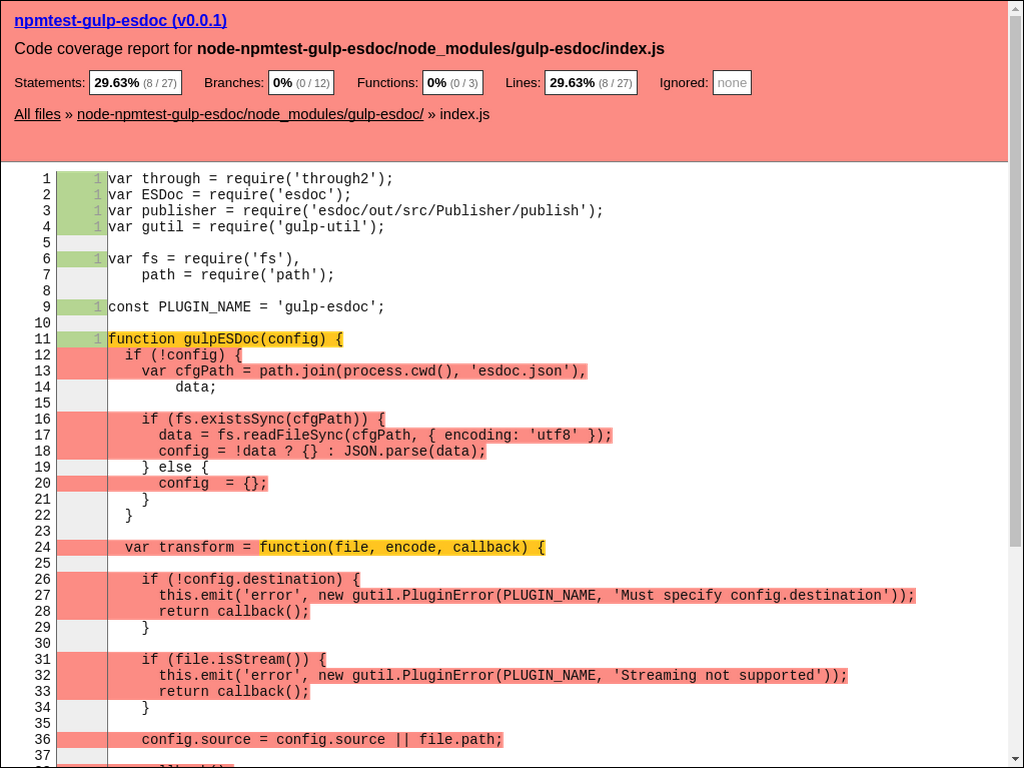 npmtest-gulp-esdoc (v0.0.1)
Code coverage report for node-npmtest-gulp-esdoc/node_modules/gulp-esdoc/index.js
Statements: 29.63% (8 / 27) Branches: 0% (0 / 12) Functions: 0% (0 / 3) Lines: 29.63% (8 / 27) Ignored: none
All files » node-npmtest-gulp-esdoc/node_modules/gulp-esdoc/ » index.js
1 1 var through = require('through2');
2 1 var ESDoc = require('esdoc');
3 1 var publisher = require('esdoc/out/src/Publisher/publish');
4 1 var gutil = require('gulp-util');
5
6 1 var fs = require('fs'),
7 path = require('path');
8
9 1 const PLUGIN_NAME = 'gulp-esdoc';
10
11 1 function gulpESDoc(config) {
12 if (!config) {
13 var cfgPath = path.join(process.cwd(), 'esdoc.json'),
14 data;
15
16 if (fs.existsSync(cfgPath)) {
17 data = fs.readFileSync(cfgPath, { encoding: 'utf8' });
18 config = !data ? {} : JSON.parse(data);
19 } else {
20 config  = {};
21 }
22 }
23
24 var transform = function(file, encode, callback) {
25
26 if (!config.destination) {
27 this.emit('error', new gutil.PluginError(PLUGIN_NAME, 'Must specify config.destination'));
28 return callback();
29 }
30
31 if (file.isStream()) {
32 this.emit('error', new gutil.PluginError(PLUGIN_NAME, 'Streaming not supported'));
33 return callback();
34 }
35
36 config.source = config.source || file.path;
37